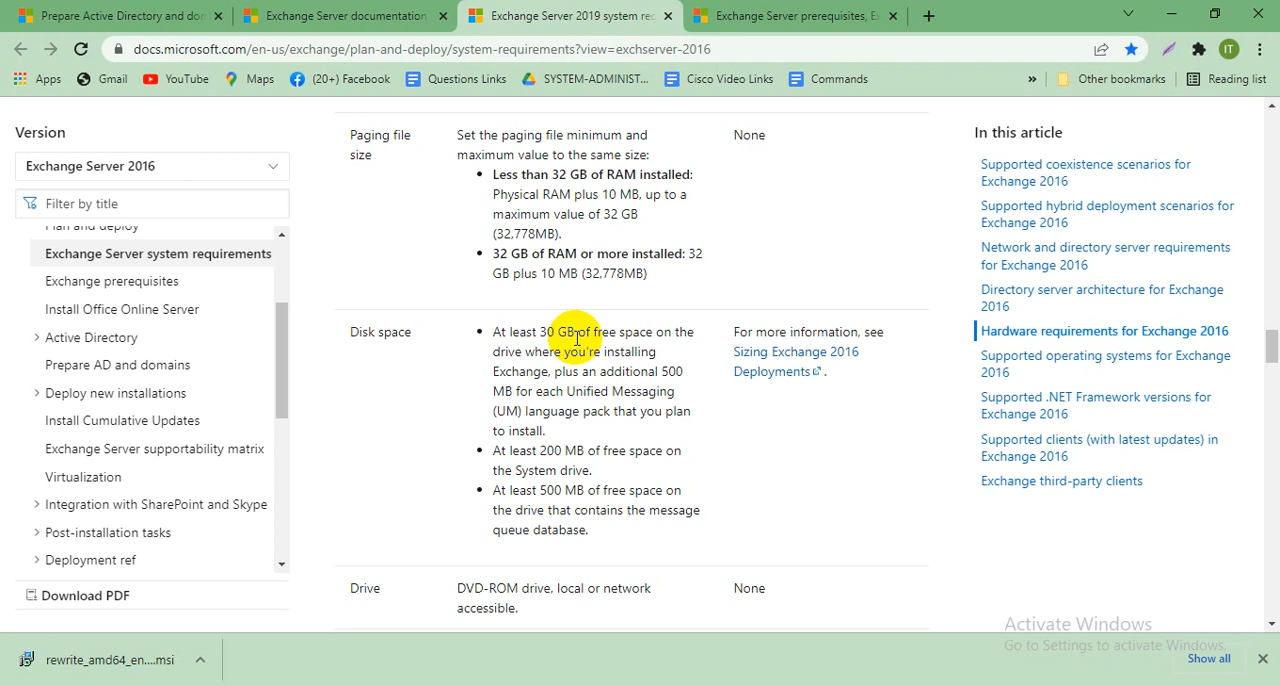 Prepare Active Directory and dor
Exchange Server documentation
Exchange Server 2019 system rec
Exchange Server prerequisites, E
docs.microsoft.com/en-us/exchange/plan-and-deploy/system-requirements?view=exchserver-2016
IT
Apps
Gmail
YouTube
Maps
(20+) Facebook
Questions Links
SYSTEM-ADMINIST...
Cisco Video Links
Commands
»
Other bookmarks
Reading list
Version
Exchange Server 2016
Filter by title
Plan and deploy
Exchange Server system requirements
Exchange prerequisites
Install Office Online Server
Active Directory
Prepare AD and domains
Deploy new installations
Install Cumulative Updates
Exchange Server supportability matrix
Virtualization
Integration with SharePoint and Skype
Post-installation tasks
Deployment ref
Download PDF
Paging file
size
Set the paging file minimum and
maximum value to the same size:
• Less than 32 GB of RAM installed:
Physical RAM plus 10 MB, up to a
maximum value of 32 GB
(32,778MB).
• 32 GB of RAM or more installed: 32
GB plus 10 MB (32,778MB)
None
Disk space
• At least 30 GB of free space on the
drive where you're installing
Exchange, plus an additional 500
MB for each Unified Messaging
(UM) language pack that you plan
to install.
• At least 200 MB of free space on
the System drive.
• At least 500 MB of free space on
the drive that contains the message
queue database.
For more information, see
Sizing Exchange 2016
Deployments.
Drive
DVD-ROM drive, local or network
accessible.
None
In this article
Supported coexistence scenarios for
Exchange 2016
Supported hybrid deployment scenarios for
Exchange 2016
Network and directory server requirements
for Exchange 2016
Directory server architecture for Exchange
2016
Hardware requirements for Exchange 2016
Supported operating systems for Exchange
2016
Supported .NET Framework versions for
Exchange 2016
Supported clients (with latest updates) in
Exchange 2016
Exchange third-party clients
Activate Windows
Go to Settings to activate Windows.
rewrite_amd64_en....msi
Show all